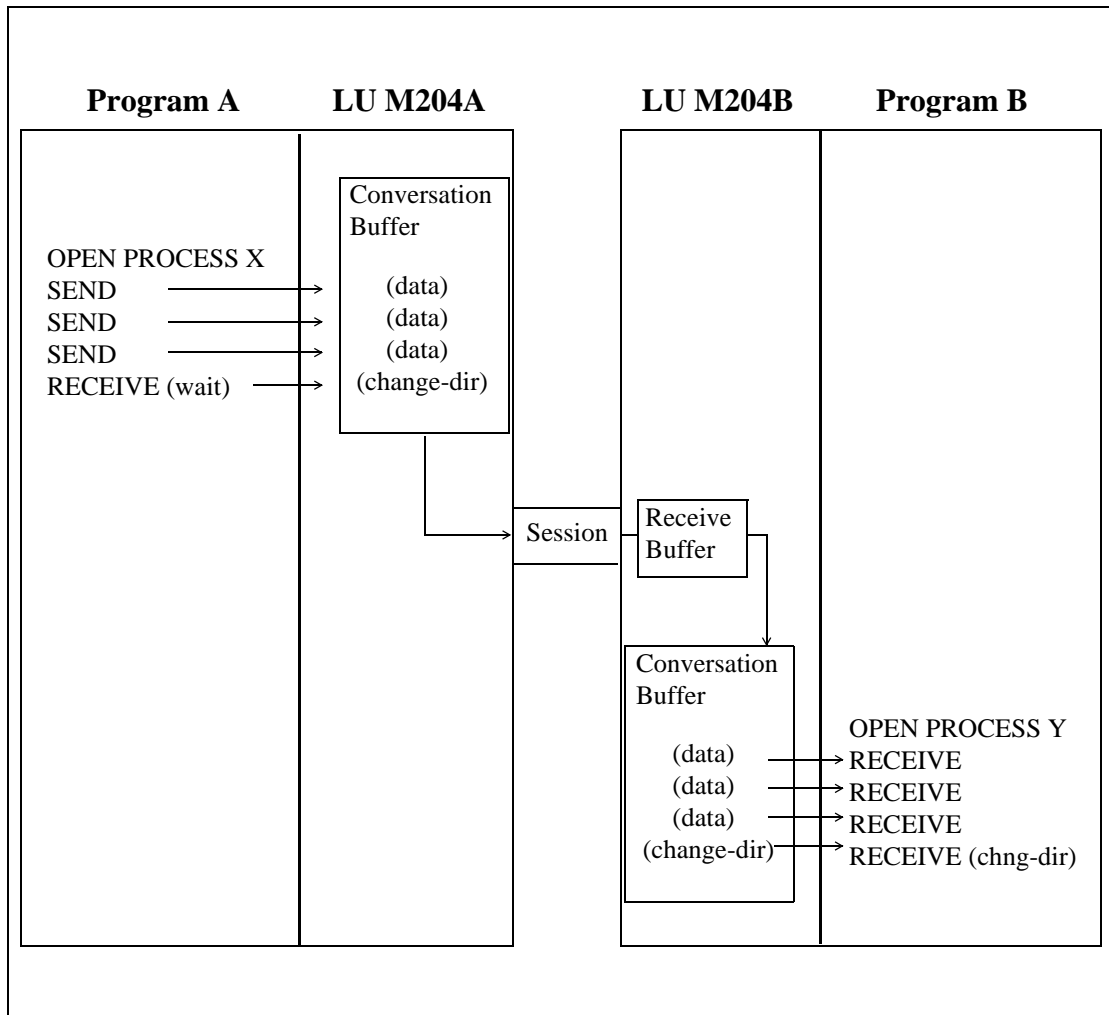 Program A
LU M204A
LU M204B
Program B
Conversation
Buffer
OPEN PROCESS X
SEND
(data)
SEND
(data)
SEND
(data)
RECEIVE (wait)
(change-dir)
Session
Receive
Buffer
Conversation
Buffer
OPEN PROCESS Y
(data)
RECEIVE
(data)
RECEIVE
(data)
RECEIVE
(change-dir)
RECEIVE (chng-dir)